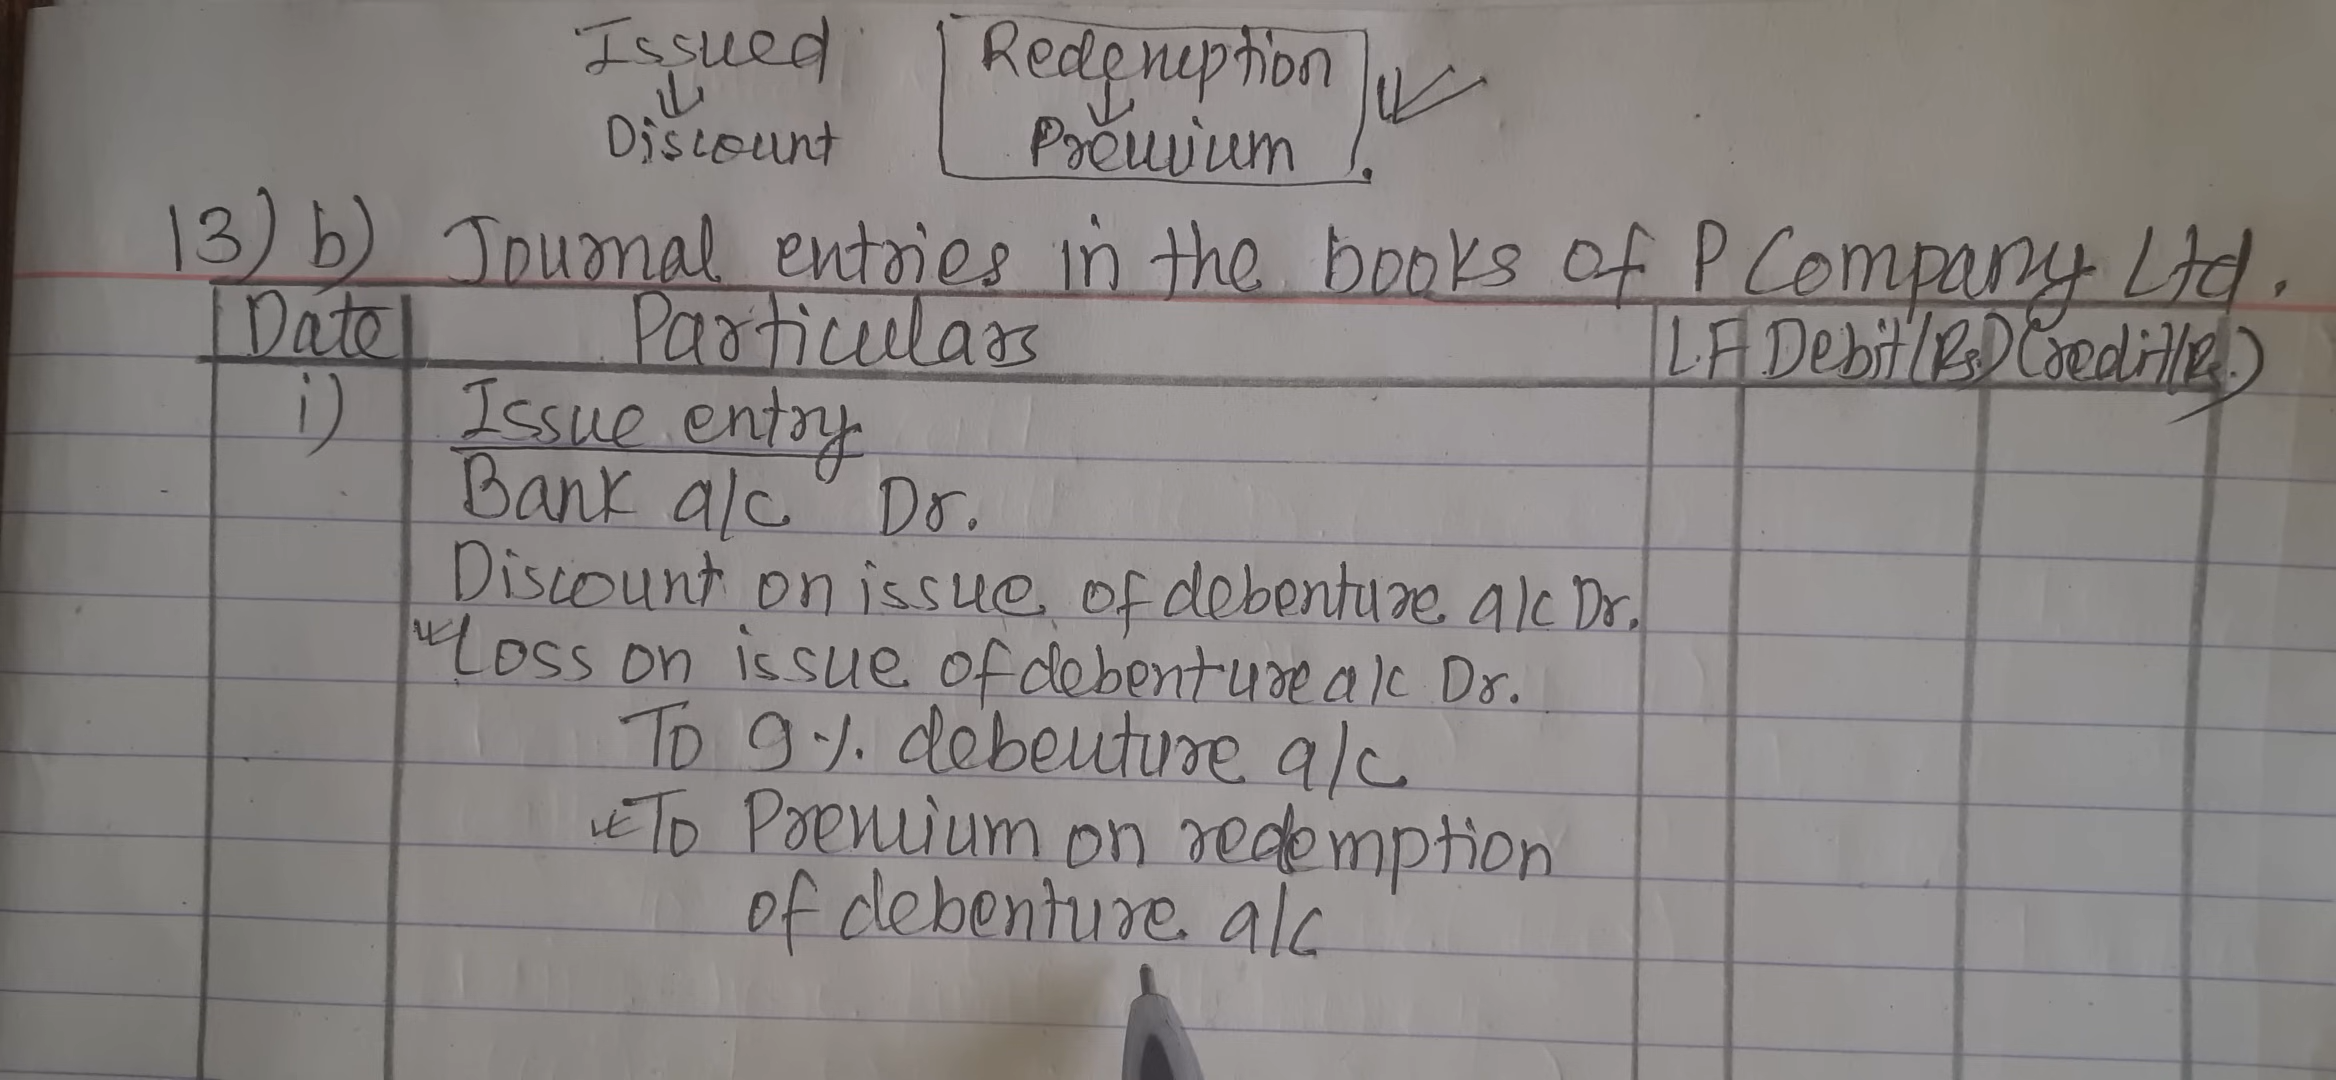 Issued Redemption
Discount Premium
13) b) Journal entries in the books of P Company Ltd.
Date Particulars LF Debit(Rs.) Credit(Rs.)
i) Issue entry
Bank a/c Dr.
Discount on issue of debenture a/c Dr.
Loss on issue of debenture a/c Dr.
To 9%. debenture a/c
To Premium on redemption
of debenture a/c